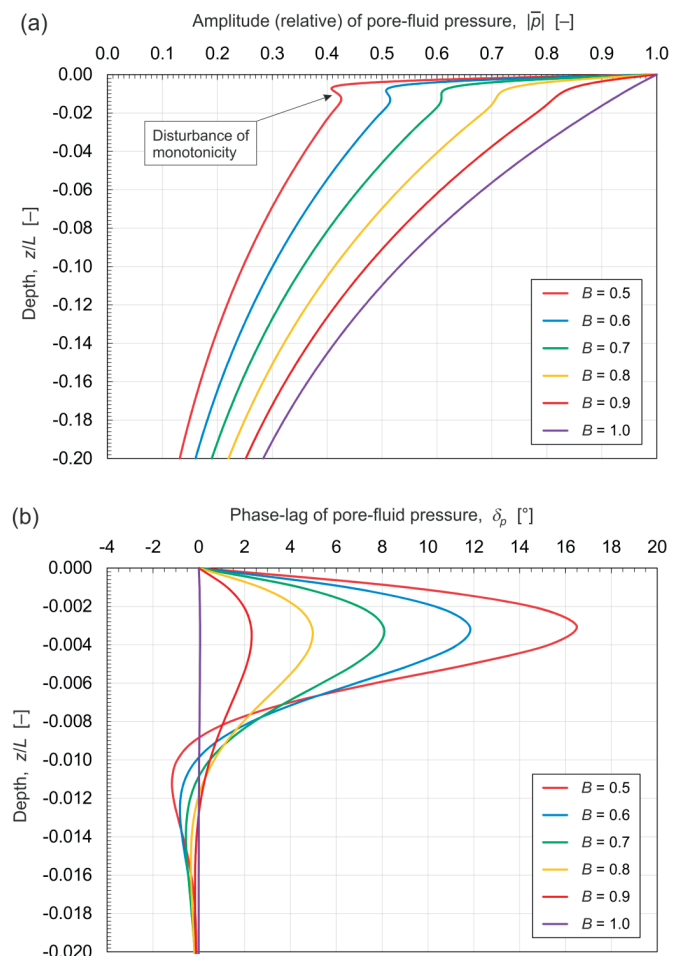 (a)
Amplitude (relative) of pore-fluid pressure, |p̅| [–]
0.0 0.1 0.2 0.3 0.4 0.5 0.6 0.7 0.8 0.9 1.0
Depth, z/L [–]
0.00
-0.02
-0.04
-0.06
-0.08
-0.10
-0.12
-0.14
-0.16
-0.18
-0.20
Disturbance of
monotonicity
B = 0.5
B = 0.6
B = 0.7
B = 0.8
B = 0.9
B = 1.0
(b)
Phase-lag of pore-fluid pressure, δp [°]
-4 -2 0 2 4 6 8 10 12 14 16 18 20
Depth, z/L [–]
0.000
-0.002
-0.004
-0.006
-0.008
-0.010
-0.012
-0.014
-0.016
-0.018
-0.020
B = 0.5
B = 0.6
B = 0.7
B = 0.8
B = 0.9
B = 1.0